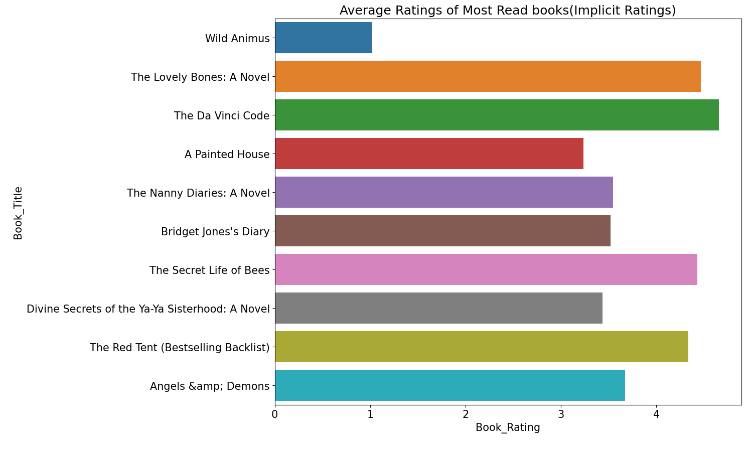 Average Ratings of Most Read books(Implicit Ratings)
Wild Animus
The Lovely Bones: A Novel
The Da Vinci Code
A Painted House
The Nanny Diaries: A Novel
Bridget Jones's Diary
The Secret Life of Bees
Divine Secrets of the Ya-Ya Sisterhood: A Novel
The Red Tent (Bestselling Backlist)
Angels &amp; Demons
Book_Title
0 1 2 3 4
Book_Rating